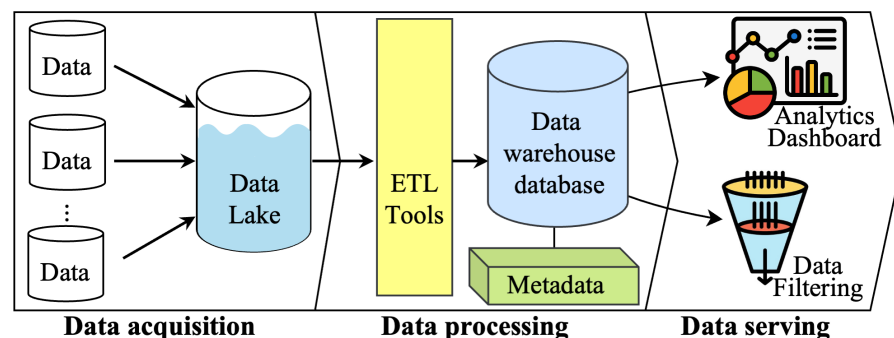 Data
Data
Data
Data
Lake
ETL
Tools
Data
warehouse
database
Metadata
Analytics
Dashboard
Data
Filtering
Data acquisition
Data processing
Data serving